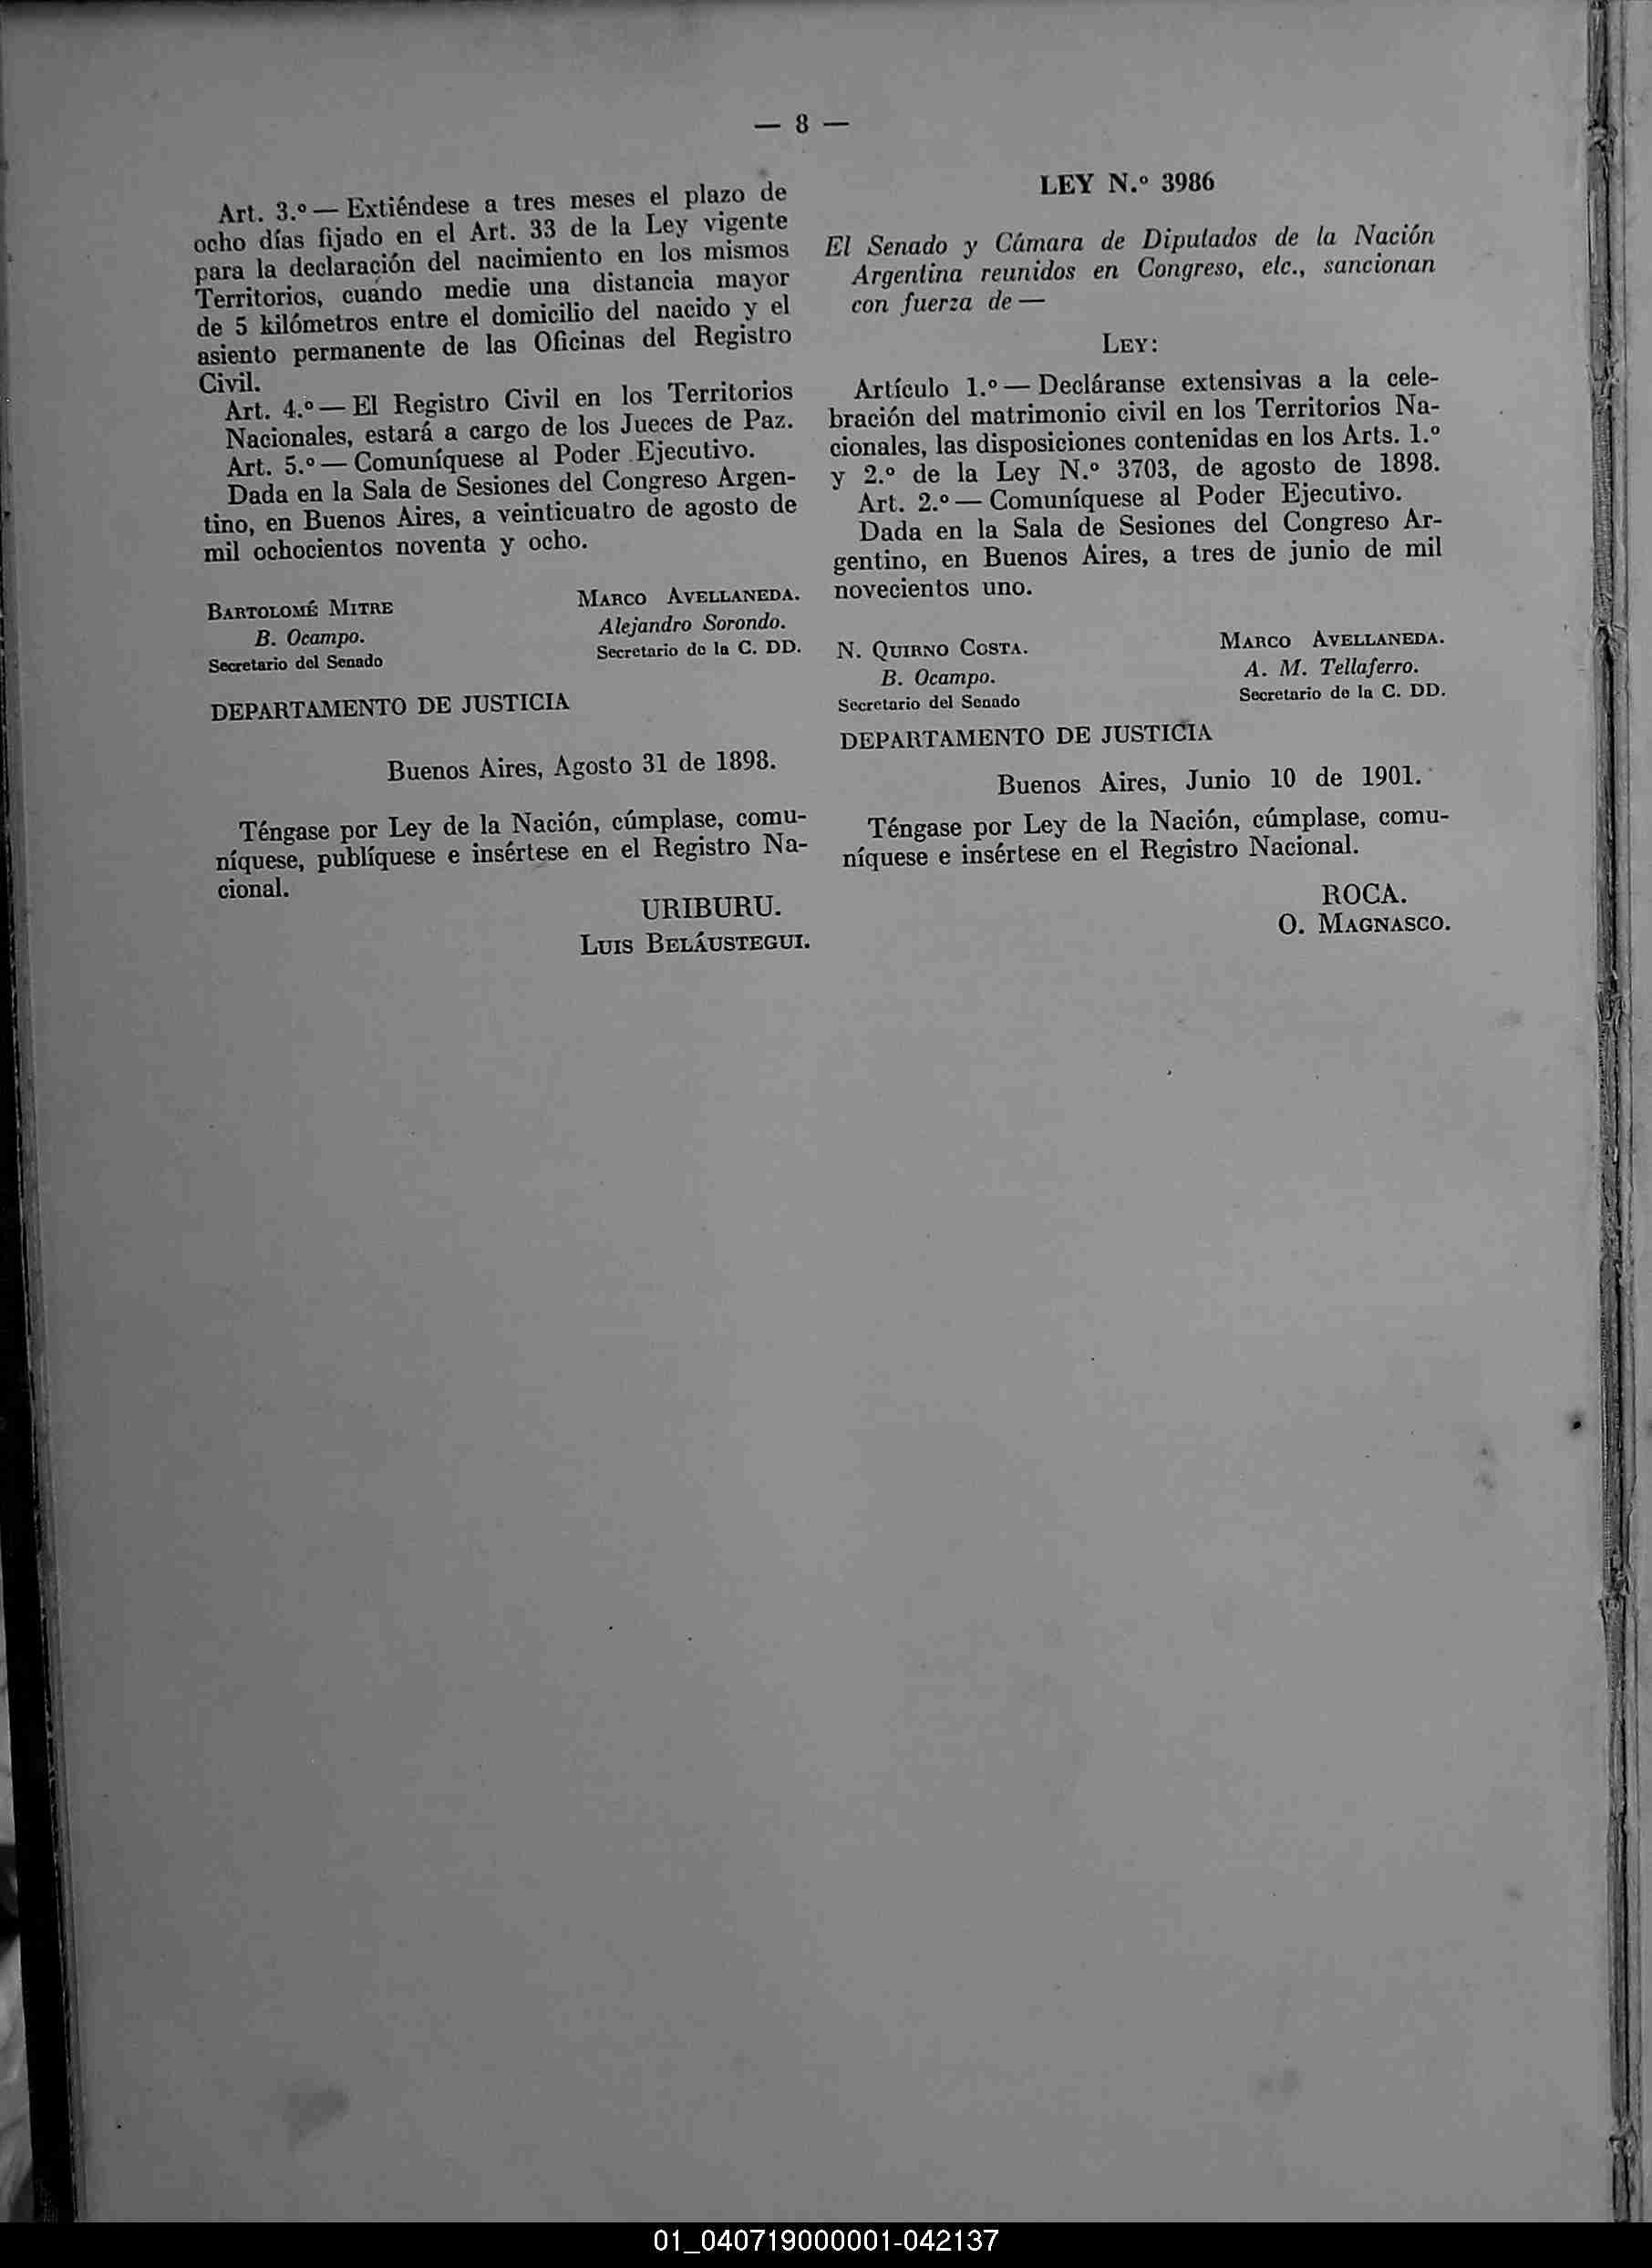 — 8 —
Art. 3.º — Extiéndese a tres meses el plazo de
ocho días fijado en el Art. 33 de la Ley vigente
para la declaración del nacimiento en los mismos
Territorios, cuando medie una distancia mayor
de 5 kilómetros entre el domicilio del nacido y el
asiento permanente de las Oficinas del Registro
Civil.
Art. 4.º — El Registro Civil en los Territorios
Nacionales, estará a cargo de los Jueces de Paz.
Art. 5.º — Comuníquese al Poder Ejecutivo.
Dada en la Sala de Sesiones del Congreso Argen-
tino, en Buenos Aires, a veinticuatro de agosto de
mil ochocientos noventa y ocho.
BARTOLOMÉ MITRE MARCO AVELLANEDA.
B. Ocampo. Alejandro Sorondo.
Secretario del Senado Secretario de la C. DD.
DEPARTAMENTO DE JUSTICIA
Buenos Aires, Agosto 31 de 1898.
Téngase por Ley de la Nación, cúmplase, comu-
níquese, publíquese e insértese en el Registro Na-
cional.
URIBURU.
LUIS BELÁUSTEGUI.
LEY N.º 3986
El Senado y Cámara de Diputados de la Nación
Argentina reunidos en Congreso, etc., sancionan
con fuerza de —
LEY:
Artículo 1.º — Decláranse extensivas a la cele-
bración del matrimonio civil en los Territorios Na-
cionales, las disposiciones contenidas en los Arts. 1.º
y 2.º de la Ley N.º 3703, de agosto de 1898.
Art. 2.º — Comuníquese al Poder Ejecutivo.
Dada en la Sala de Sesiones del Congreso Ar-
gentino, en Buenos Aires, a tres de junio de mil
novecientos uno.
N. QUIRNO COSTA. MARCO AVELLANEDA.
B. Ocampo. A. M. Tellaferro.
Secretario del Senado Secretario de la C. DD.
DEPARTAMENTO DE JUSTICIA
Buenos Aires, Junio 10 de 1901.
Téngase por Ley de la Nación, cúmplase, comu-
níquese e insértese en el Registro Nacional.
ROCA.
O. MAGNASCO.
01_040719000001-042137